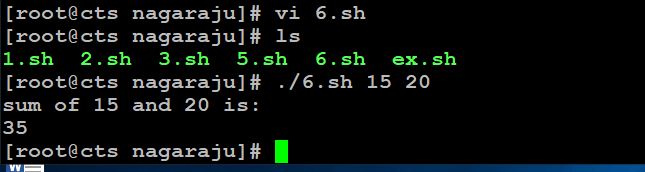 [root@cts nagaraju]# vi 6.sh
[root@cts nagaraju]# ls
1.sh  2.sh  3.sh  5.sh  6.sh  ex.sh
[root@cts nagaraju]# ./6.sh 15 20
sum of 15 and 20 is:
35
[root@cts nagaraju]#
W